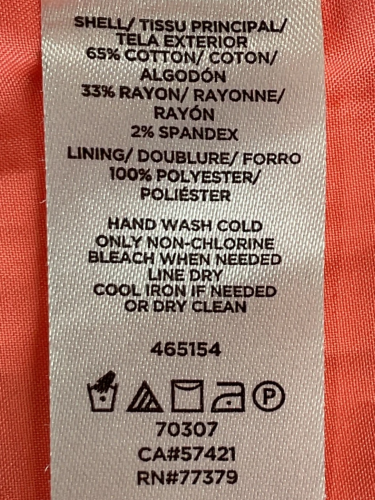 SHELL/ TISSU PRINCIPAL/
TELA EXTERIOR
65% COTTON/ COTON/
ALGODÓN
33% RAYON/ RAYONNE/
RAYÓN
2% SPANDEX
LINING/ DOUBLURE/ FORRO
100% POLYESTER/
POLIÉSTER
HAND WASH COLD
ONLY NON-CHLORINE
BLEACH WHEN NEEDED
LINE DRY
COOL IRON IF NEEDED
OR DRY CLEAN
465154
P
70307
CA#57421
RN#77379